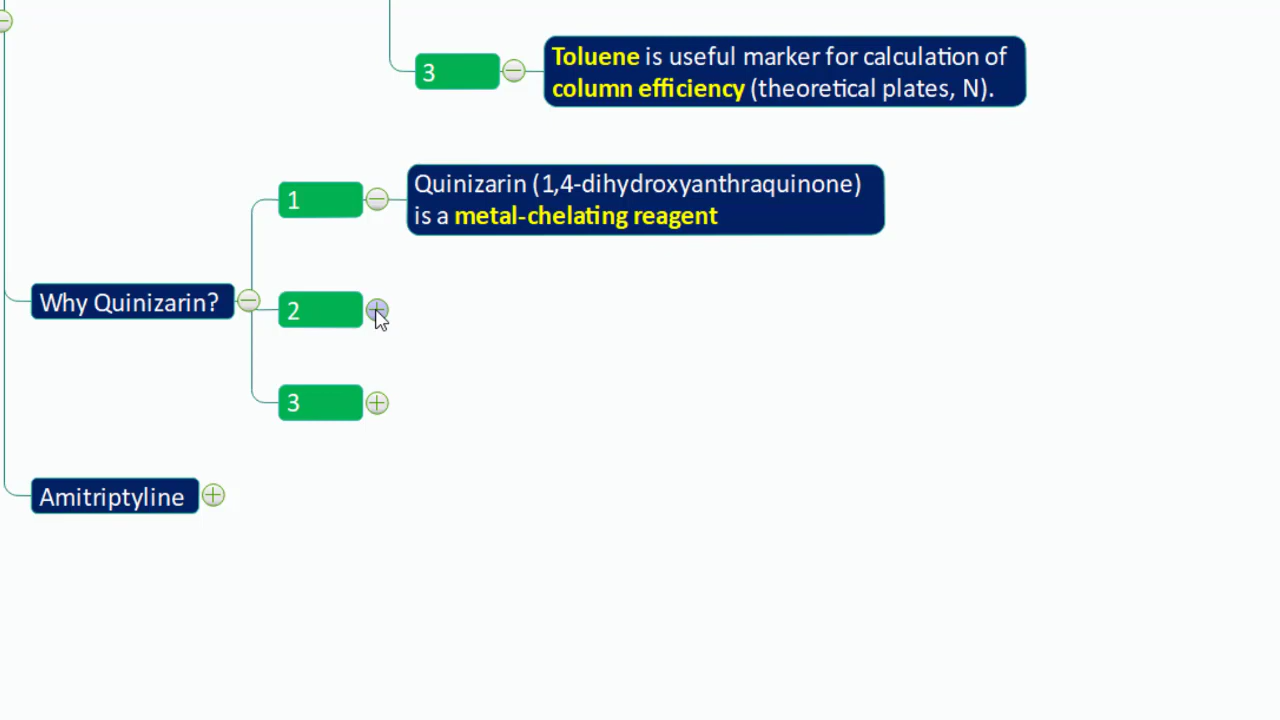 3
Toluene is useful marker for calculation of
column efficiency (theoretical plates, N).
1
Quinizarin (1,4-dihydroxyanthraquinone)
is a metal-chelating reagent
Why Quinizarin?
2
3
Amitriptyline